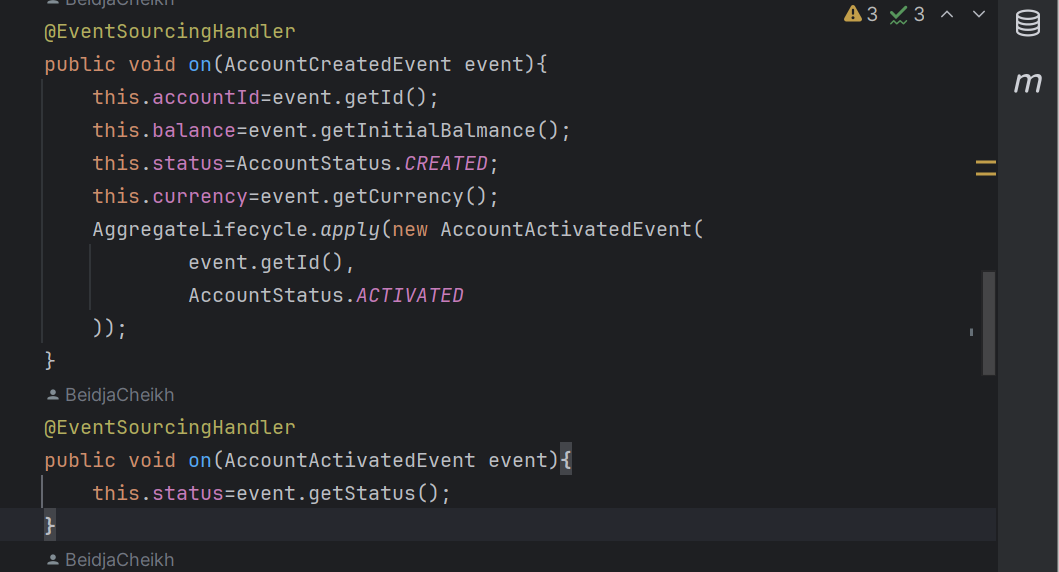 BeidjaCheikh
3 3
@EventSourcingHandler
public void on(AccountCreatedEvent event){
this.accountId=event.getId();
this.balance=event.getInitialBalmance();
this.status=AccountStatus.CREATED;
this.currency=event.getCurrency();
AggregateLifecycle.apply(new AccountActivatedEvent(
event.getId(),
AccountStatus.ACTIVATED
));
}
BeidjaCheikh
@EventSourcingHandler
public void on(AccountActivatedEvent event){
this.status=event.getStatus();
}
BeidjaCheikh
m